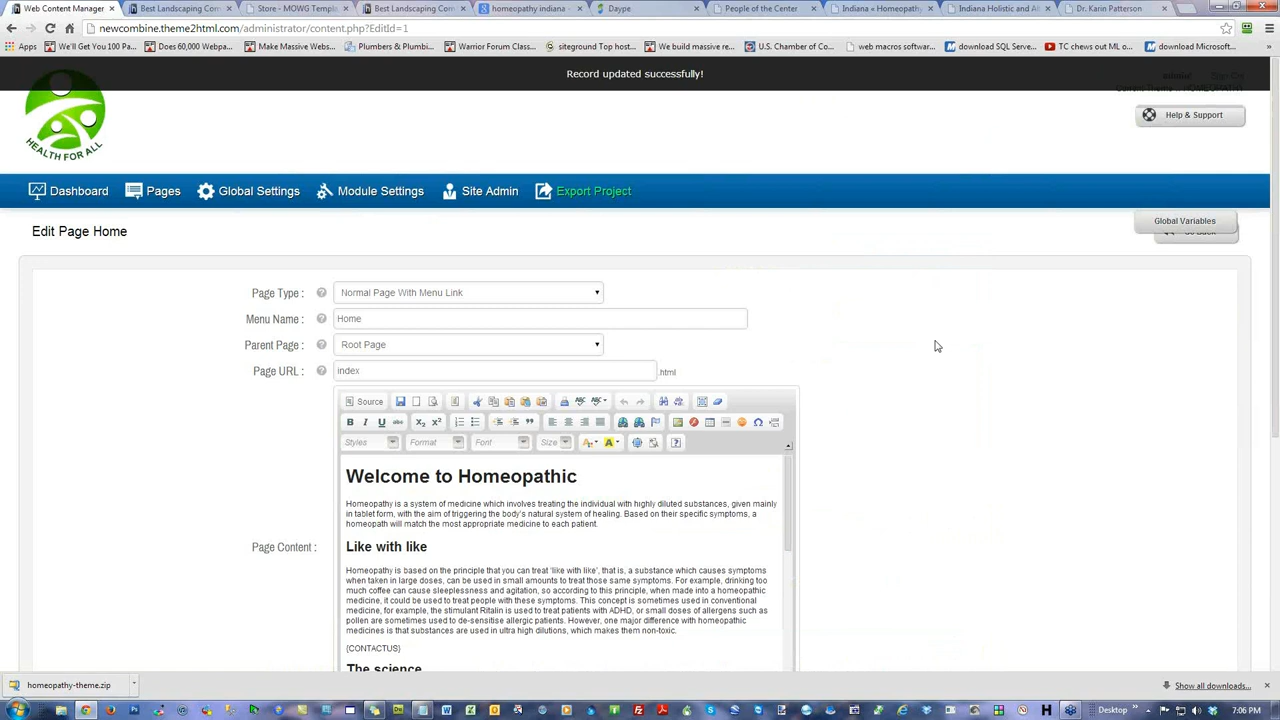 Web Content Manager
Best Landscaping Com
Store - MOWG Templa
Best Landscaping Com
homeopathy indiana -
Daype
People of the Center
Indiana « Homeopathy
Indiana Holistic and Al
Dr. Karin Patterson
newcombine.theme2html.com/administrator/content.php?EditId=1
Apps
We'll Get You 100 Pa...
Does 60,000 Webpa...
Make Massive Webs...
Plumbers & Plumbi...
Warrior Forum Class...
siteground Top host...
We build massive re...
U.S. Chamber of Co...
web macros softwar...
download SQL Serve...
TC chews out ML o...
download Microsoft...
Record updated successfully!
HEALTH FOR ALL
Help & Support
Dashboard
Pages
Global Settings
Module Settings
Site Admin
Export Project
Global Variables
Go Back
Edit Page Home
Page Type :
Normal Page With Menu Link
Menu Name :
Home
Parent Page :
Root Page
Page URL :
index
.html
Source
Styles
Format
Font
Size
Page Content :
Welcome to Homeopathic
Homeopathy is a system of medicine which involves treating the individual with highly diluted substances, given mainly
in tablet form, with the aim of triggering the body's natural system of healing. Based on their specific symptoms, a
homeopath will match the most appropriate medicine to each patient.
Like with like
Homeopathy is based on the principle that you can treat 'like with like', that is, a substance which causes symptoms
when taken in large doses, can be used in small amounts to treat those same symptoms. For example, drinking too
much coffee can cause sleeplessness and agitation, so according to this principle, when made into a homeopathic
medicine, it could be used to treat people with these symptoms. This concept is sometimes used in conventional
medicine, for example, the stimulant Ritalin is used to treat patients with ADHD, or small doses of allergens such as
pollen are sometimes used to de-sensitise allergic patients. However, one major difference with homeopathic
medicines is that substances are used in ultra high dilutions, which makes them non-toxic.
{CONTACTUS}
The science
homeopathy-theme.zip
Show all downloads...
Desktop
7:06 PM